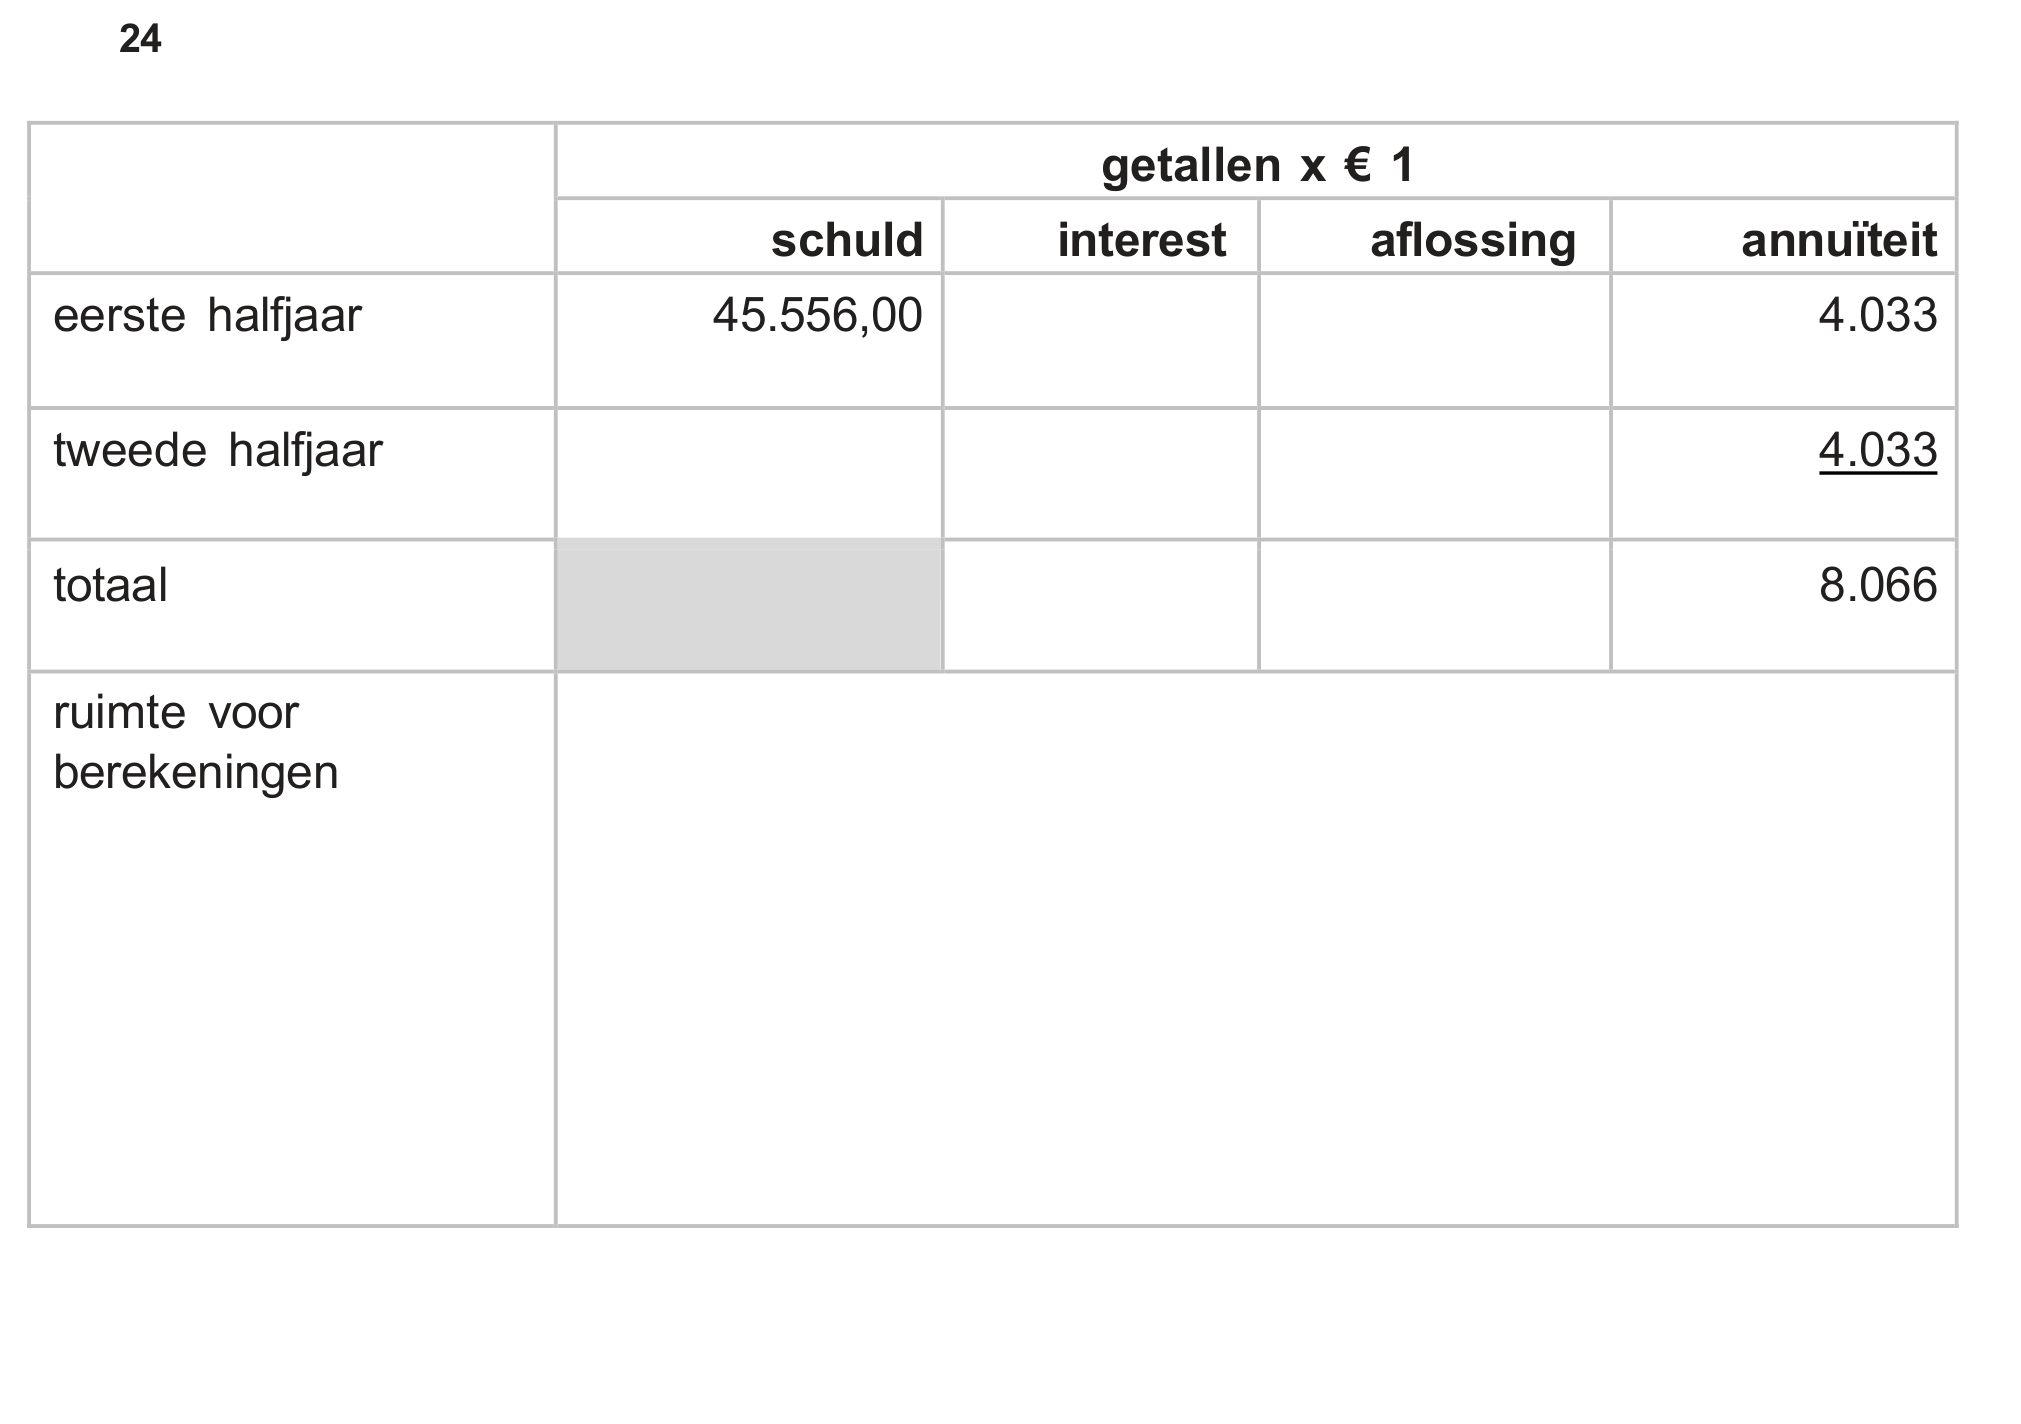 24
getallen x € 1
schuld interest aflossing annuïteit
eerste halfjaar 45.556,00 4.033
tweede halfjaar 4.033
totaal 8.066
ruimte voor
berekeningen